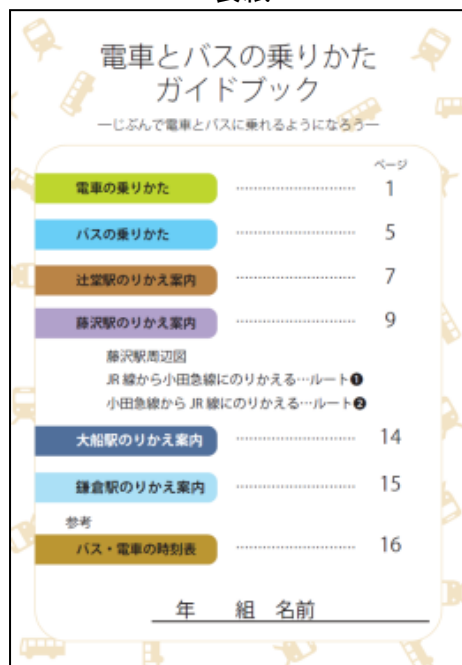 電車とバスの乗りかた
ガイドブック
―じぶんで電車とバスに乗れるようになろう―
ページ
電車の乗りかた ………………………… 1
バスの乗りかた ………………………… 5
辻堂駅のりかえ案内 ………………………… 7
藤沢駅のりかえ案内 ………………………… 9
藤沢駅周辺図
JR 線から小田急線にのりかえる…ルート❶
小田急線から JR 線にのりかえる…ルート❷
大船駅のりかえ案内 ………………………… 14
鎌倉駅のりかえ案内 ………………………… 15
参考
バス・電車の時刻表 ………………………… 16
年 組 名前